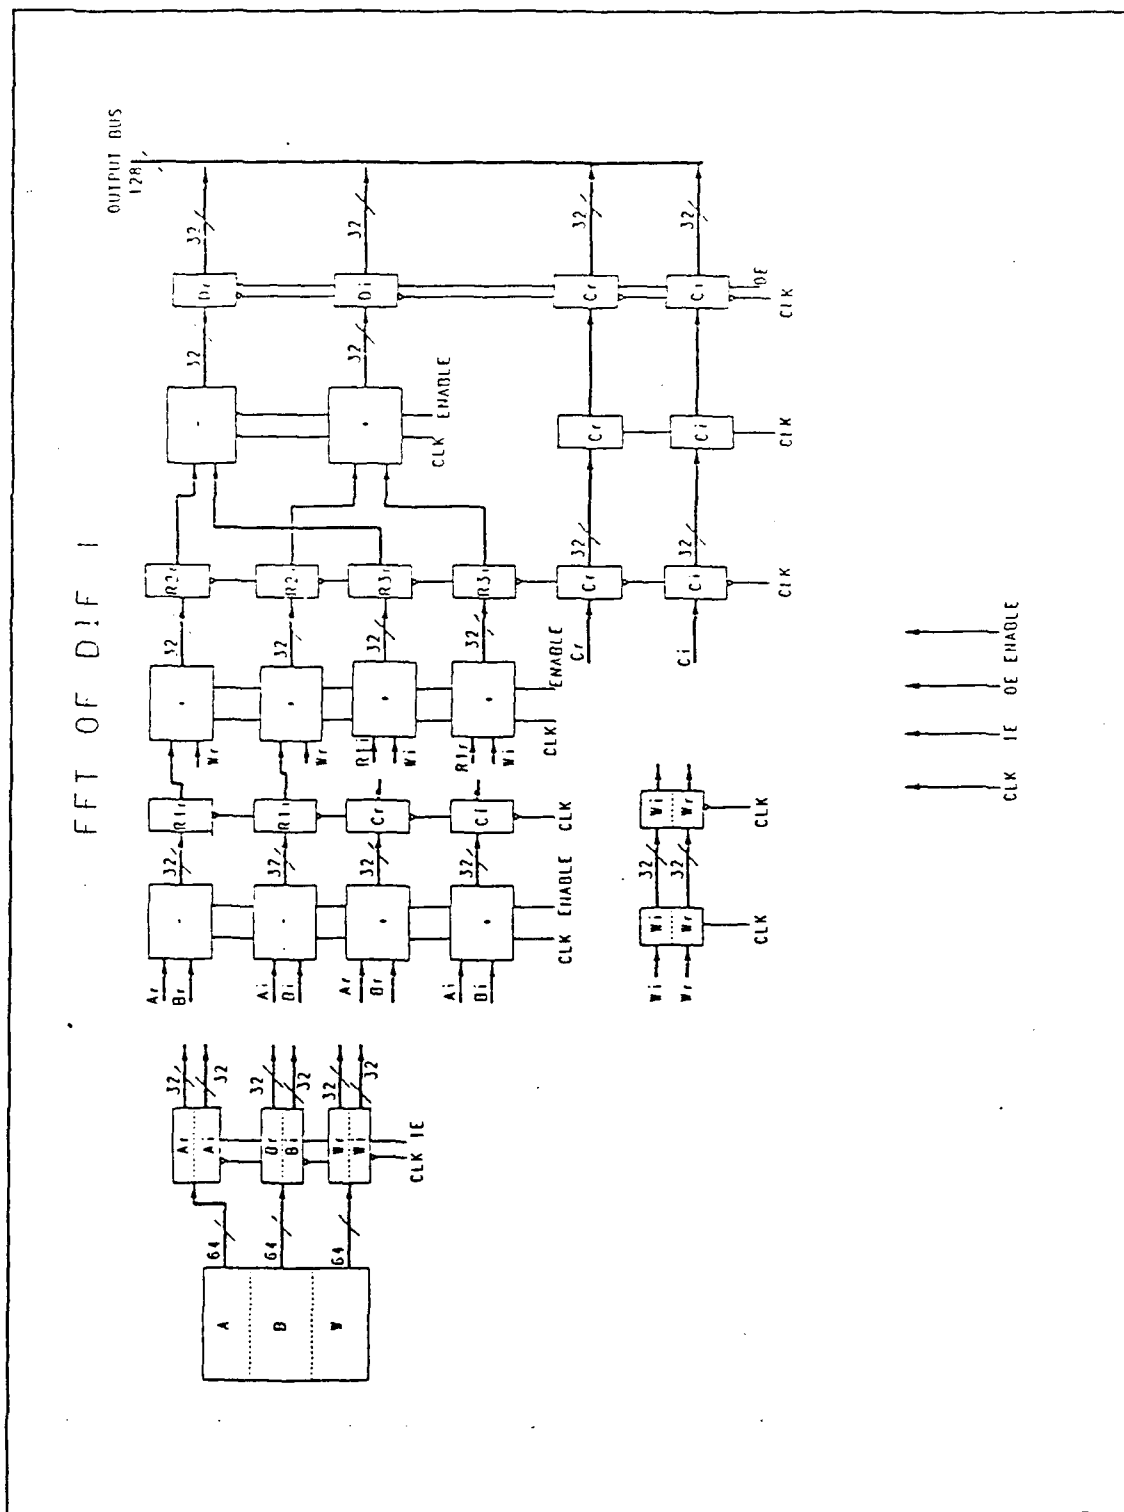 FFT OF DIF 1
OUTPUT BUS
128
A
B
W
64
64
64
Ar
Ai
Br
Bi
Wr
Wi
32
32
32
32
32
32
CLK IE
Ar
Br
Ai
Bi
Ar
Br
Ai
Bi
CLK ENABLE
32
32
32
32
R1r
R1i
Cr
Ci
CLK
Wr
Wr
R1i
Wi
R1r
Wi
CLK ENABLE
32
32
32
32
R2r
R2i
R3r
R3i
Cr
Ci
Cr
Ci
CLK
32
32
CLK ENABLE
Cr
Ci
CLK
32
32
Dr
Di
Cr
Ci
CLK OE
32
32
32
32
Wi
Wr
Wi
Wr
CLK
32
32
Wi
Wr
CLK
CLK IE OE ENABLE